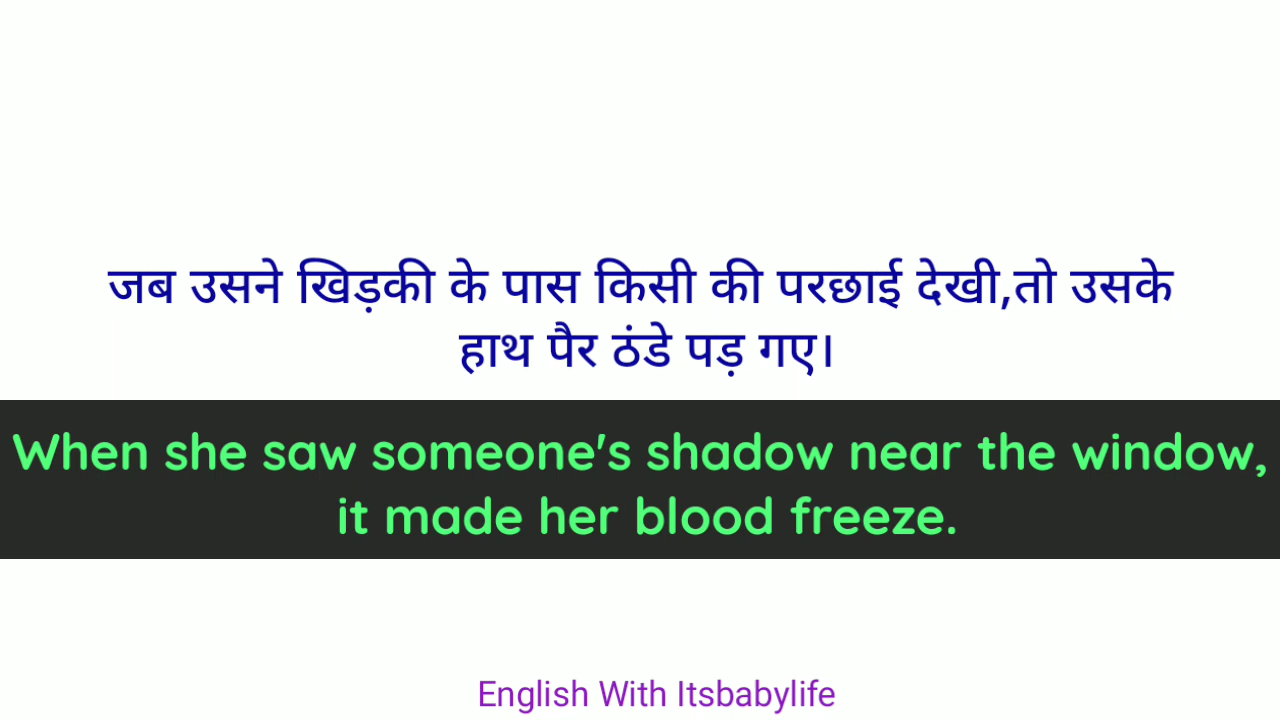 जब उसने खिड़की के पास किसी की परछाई देखी,तो उसके
हाथ पैर ठंडे पड़ गए।
When she saw someone's shadow near the window,
it made her blood freeze.
English With Itsbabylife